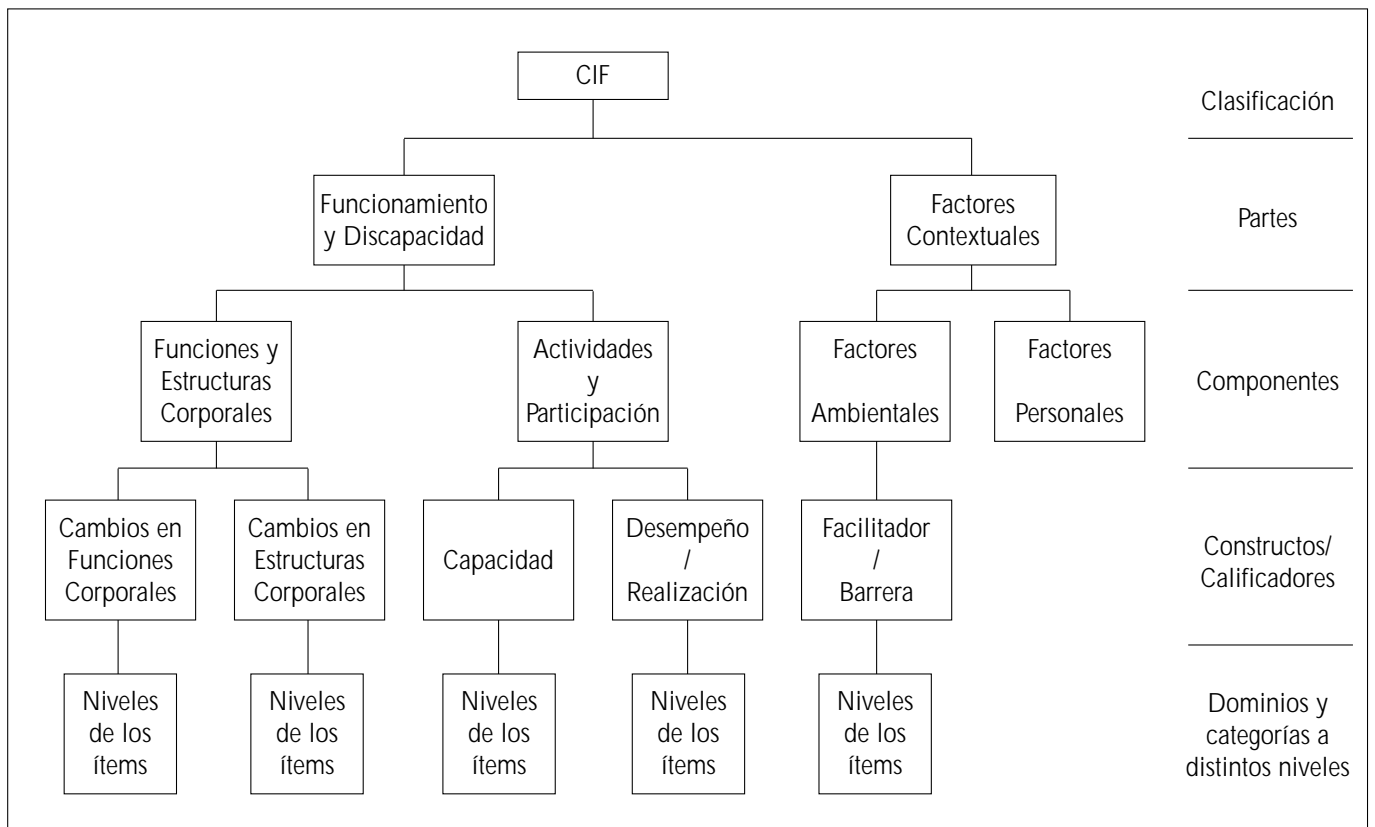 CIF
Clasificación
Funcionamiento
y Discapacidad
Factores
Contextuales
Partes
Funciones y
Estructuras
Corporales
Actividades
y
Participación
Factores
Ambientales
Factores
Personales
Componentes
Cambios en
Funciones
Corporales
Cambios en
Estructuras
Corporales
Capacidad
Desempeño
/
Realización
Facilitador
/
Barrera
Constructos/
Calificadores
Niveles
de los
ítems
Niveles
de los
ítems
Niveles
de los
ítems
Niveles
de los
ítems
Niveles
de los
ítems
Dominios y
categorías a
distintos niveles